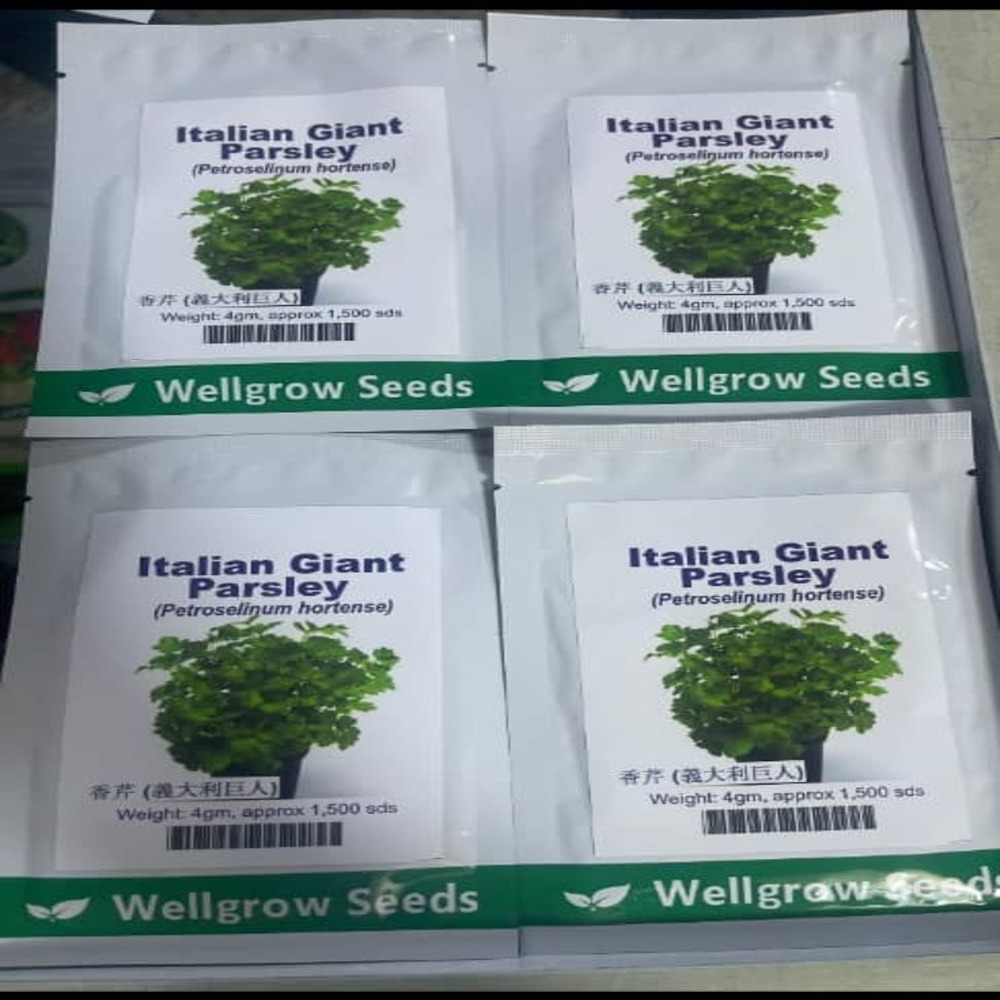 Italian Giant
Parsley
(Petroselinum hortense)
香芹 (義大利巨人)
Weight: 4gm, approx 1,500 sds
Wellgrow Seeds
Italian Giant
Parsley
(Petroselinum hortense)
香芹 (義大利巨人)
Weight: 4gm, approx 1,500 sds
Wellgrow Seeds
Italian Giant
Parsley
(Petroselinum hortense)
香芹 (義大利巨人)
Weight: 4gm, approx 1,500 sds
Wellgrow Seeds
Italian Giant
Parsley
(Petroselinum hortense)
香芹 (義大利巨人)
Weight: 4gm, approx 1,500 sds
Wellgrow Seeds